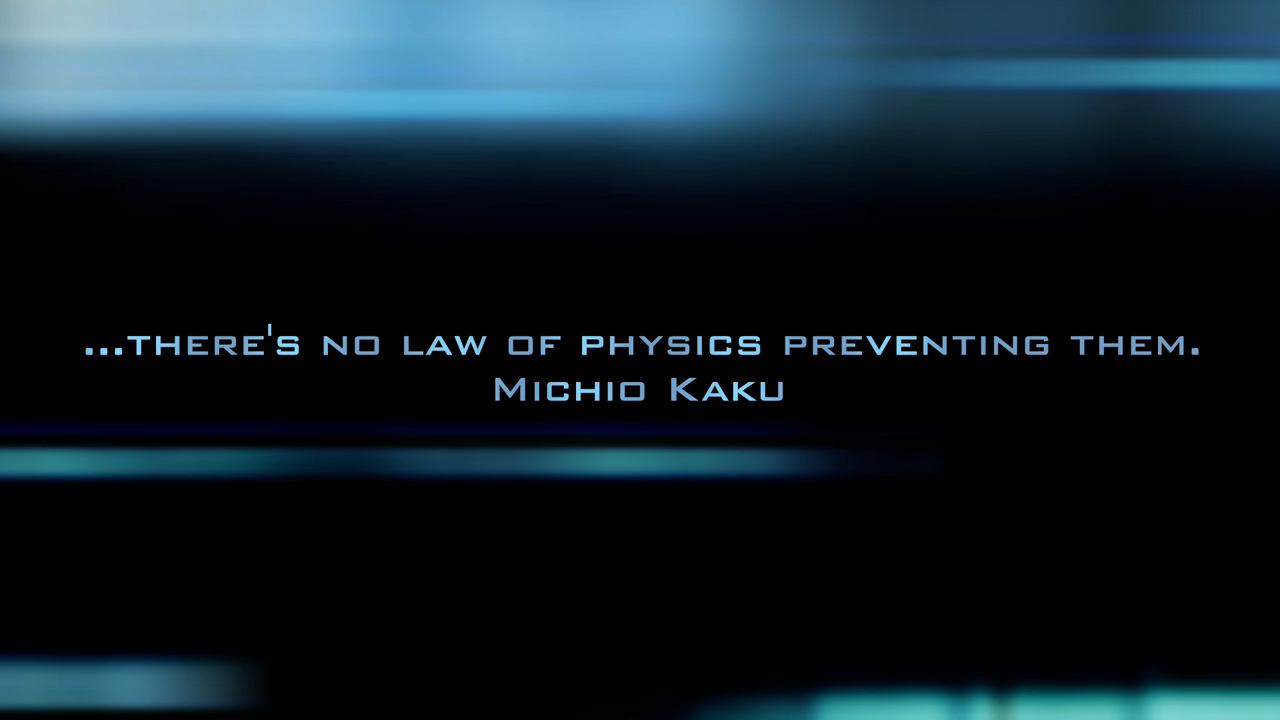 ...there's no law of physics preventing them.
Michio Kaku